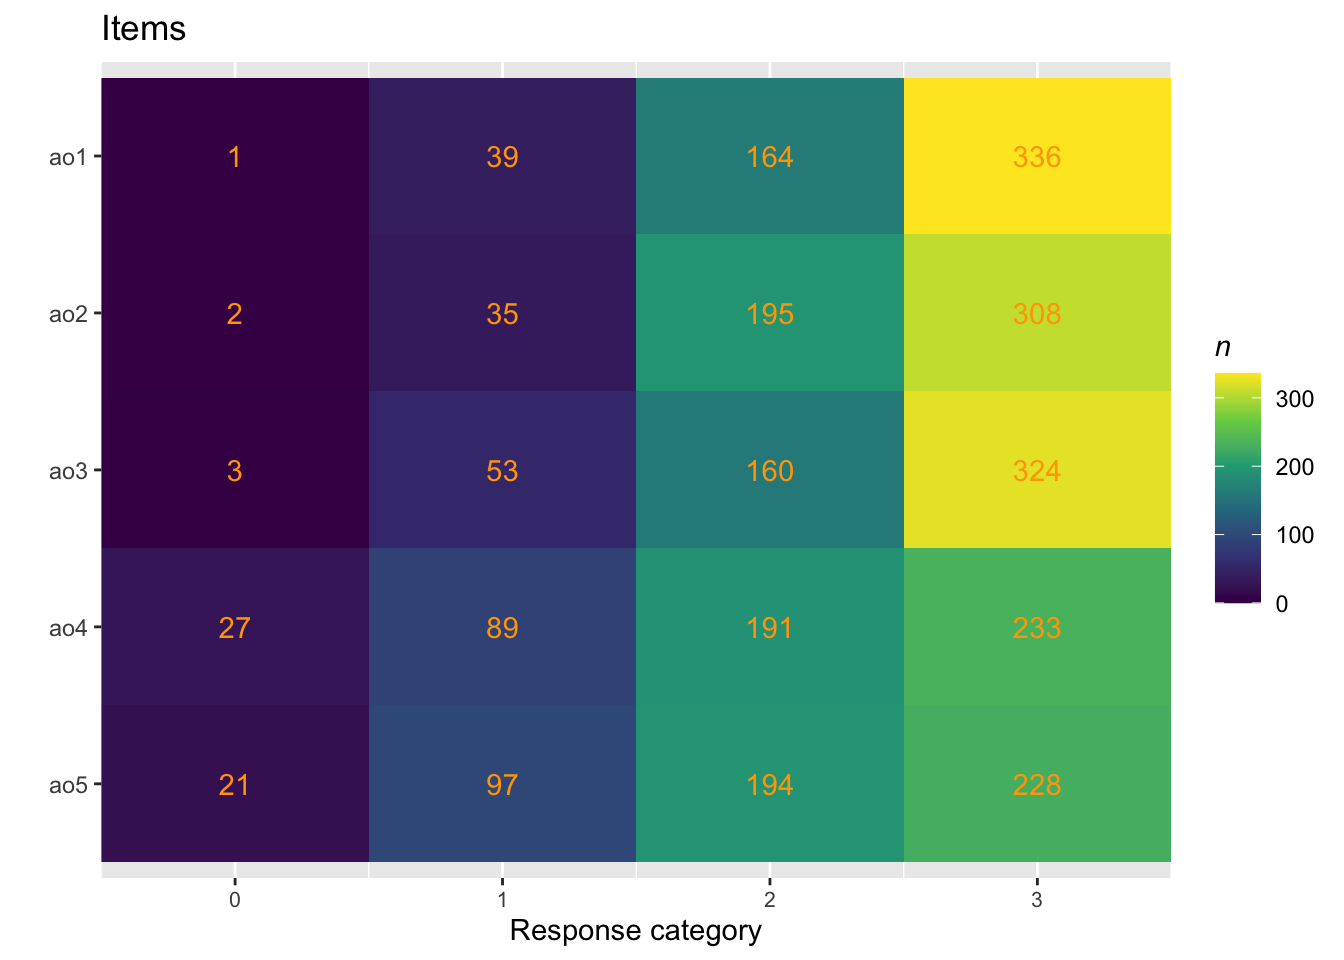 Items
ao1 1 39 164 336
ao2 2 35 195 308
ao3 3 53 160 324
ao4 27 89 191 233
ao5 21 97 194 228
0 1 2 3
Response category
n
300
200
100
0